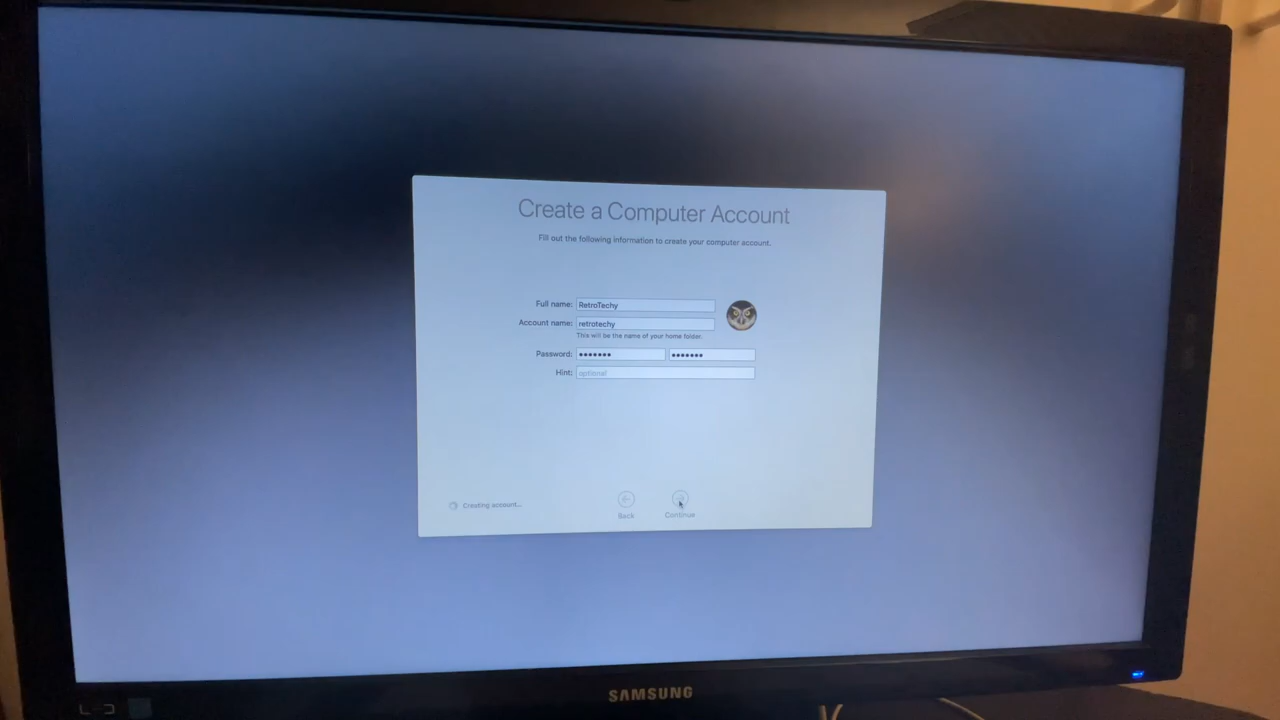 Create a Computer Account
Fill out the following information to create your computer account.
Full name: RetroTechy
Account name: retrotechy
This will be the name of your home folder.
Password: ••••••• •••••••
Hint: optional
Creating account...
Back
Continue
SAMSUNG